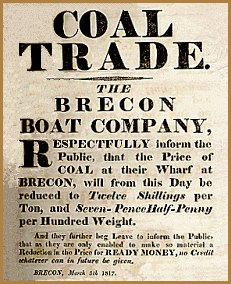 COAL
TRADE.
THE
BRECON
BOAT COMPANY,
RESPECTFULLY inform the
Public, that the Price of
COAL at their Wharf at
BRECON, will from this Day be
reduced to Twelve Shillings per
Ton, and Seven-Pence Half-Penny
per Hundred Weight.
And they further beg Leave to inform the Public,
that as they are only enabled to make so material a
Reduction in the Price for READY MONEY, no Credit
whatever can in future be given.
BRECON, March 5th 1817.